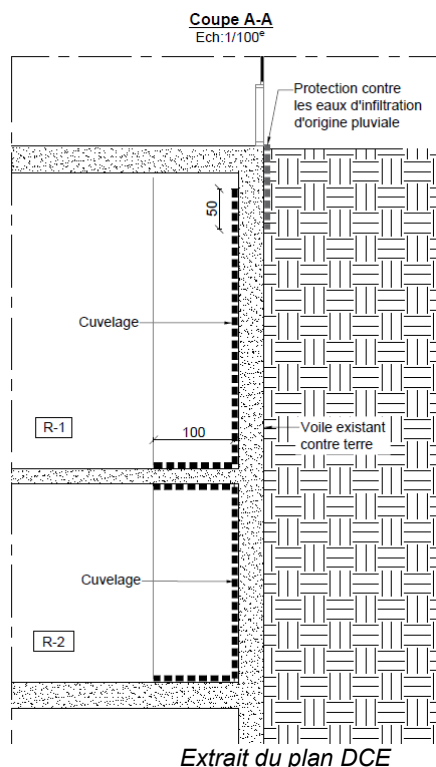 Coupe A-A
Ech:1/100e
Protection contre
les eaux d'infiltration
d'origine pluviale
50
Cuvelage
R-1
100
Voile existant
contre terre
Cuvelage
R-2
Extrait du plan DCE